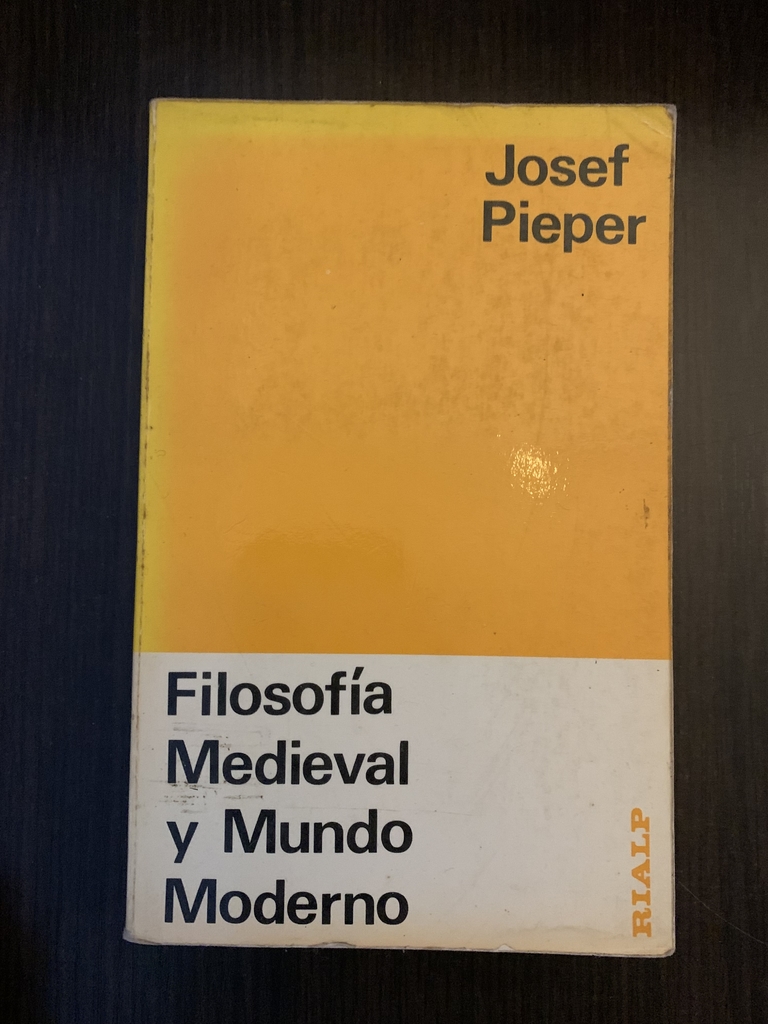 Josef
Pieper
Filosofía
Medieval
y Mundo
Moderno
RIALP